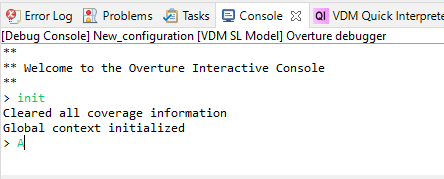 Error Log Problems Tasks Console QI VDM Quick Interprete
[Debug Console] New_configuration [VDM SL Model] Overture debugger
**
** Welcome to the Overture Interactive Console
**
> init
Cleared all coverage information
Global context initialized
> A